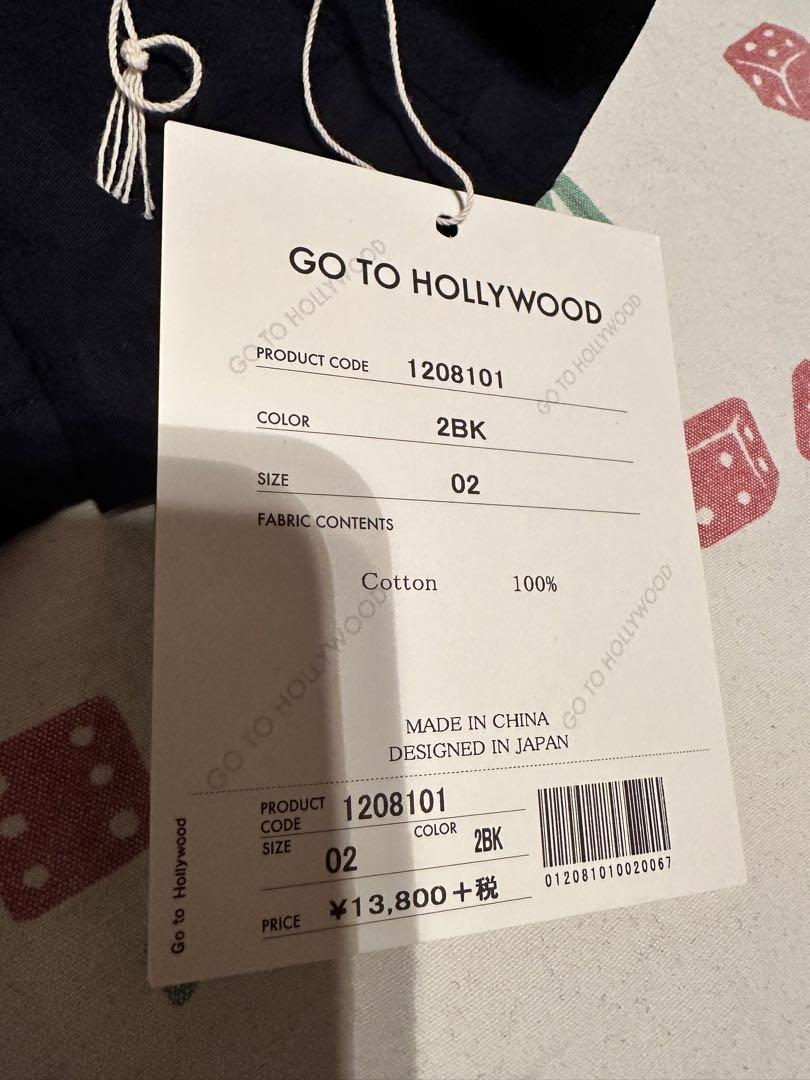 GO TO HOLLYWOOD
GO TO HOLLYWOOD
GO TO HOLLYWOOD
PRODUCT CODE 1208101
COLOR 2BK
SIZE 02
FABRIC CONTENTS
Cotton 100%
GO TO HOLLYWOOD
GO TO HOLLYWOOD
MADE IN CHINA
DESIGNED IN JAPAN
Go to Hollywood
PRODUCT CODE 1208101
SIZE 02 COLOR 2BK
PRICE ¥13,800+税
012081010020067